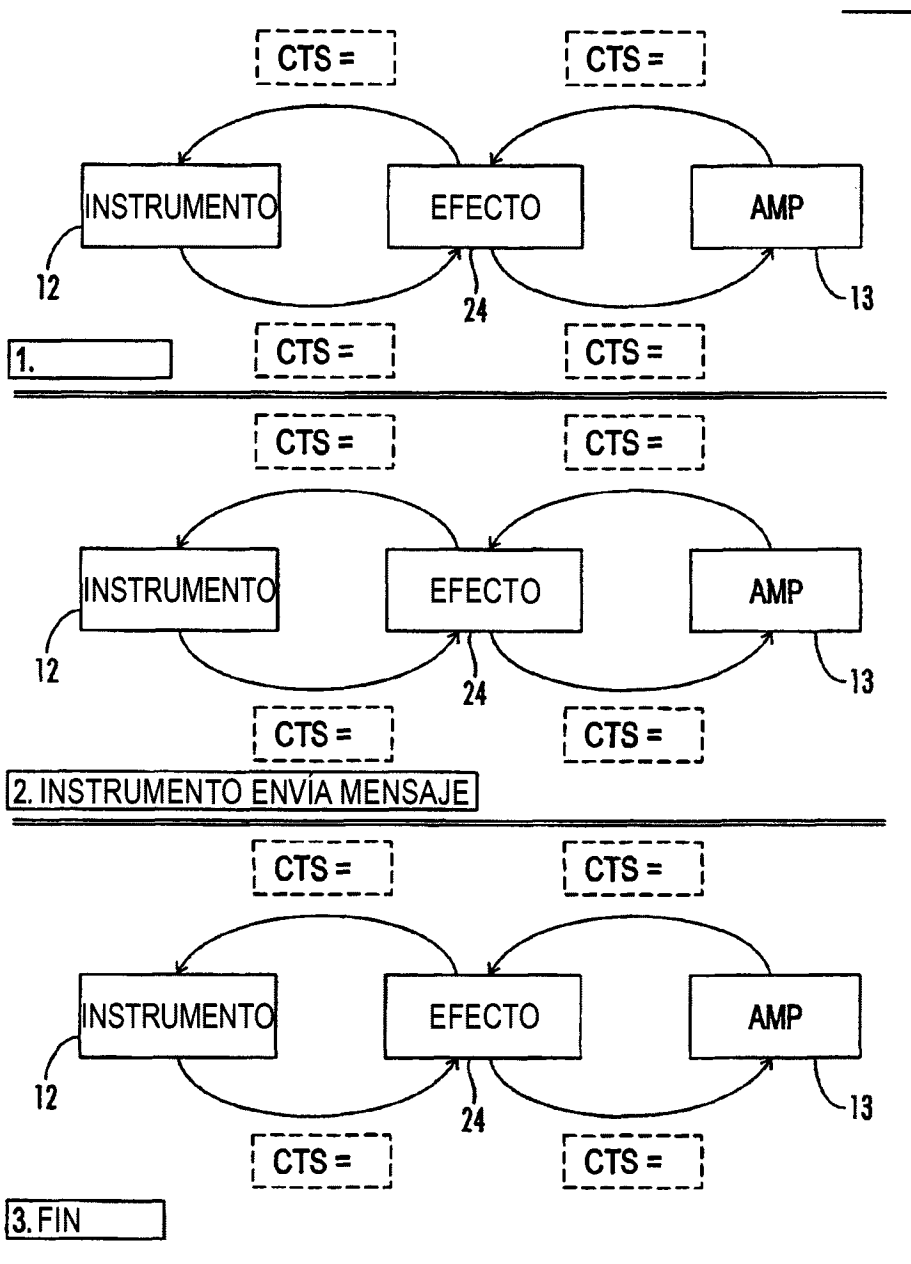 CTS = CTS =
INSTRUMENTO EFECTO AMP
12 24 13
CTS = CTS =
1.
CTS = CTS =
INSTRUMENTO EFECTO AMP
12 24 13
CTS = CTS =
2. INSTRUMENTO ENVÍA MENSAJE
CTS = CTS =
INSTRUMENTO EFECTO AMP
12 24 13
CTS = CTS =
3. FIN